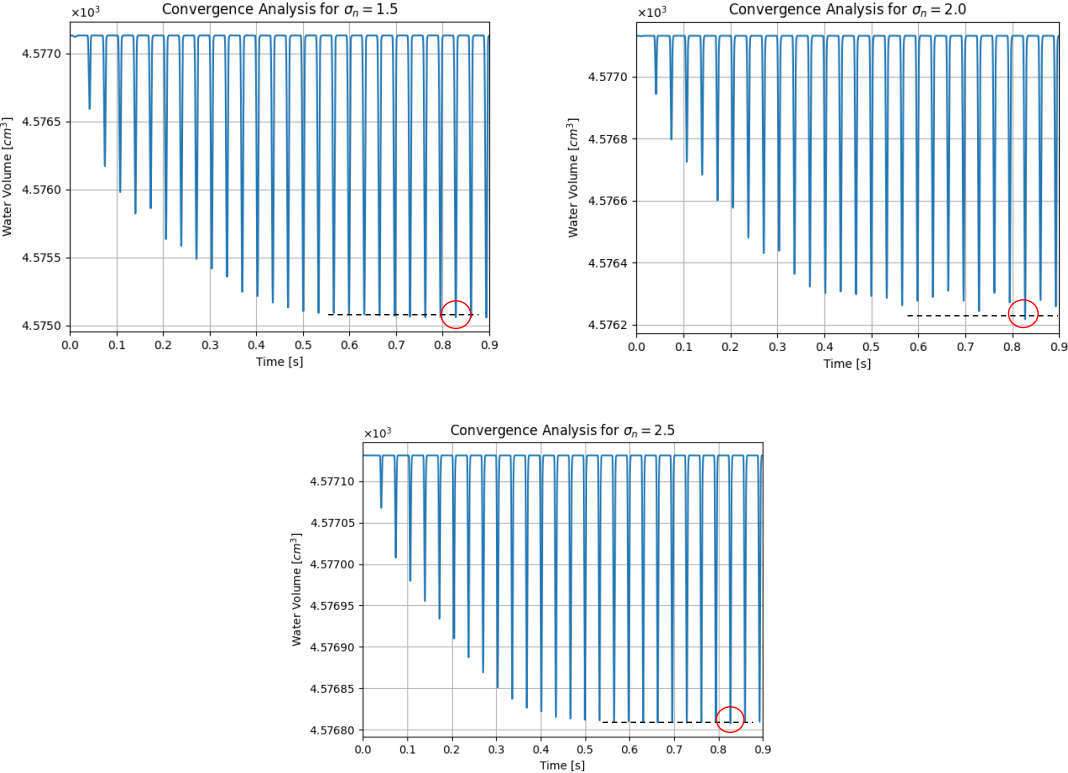 Convergence Analysis for σₙ = 1.5
×10³
Water Volume [cm³]
4.5770
4.5765
4.5760
4.5755
4.5750
0.0 0.1 0.2 0.3 0.4 0.5 0.6 0.7 0.8 0.9
Time [s]
Convergence Analysis for σₙ = 2.0
×10³
Water Volume [cm³]
4.5770
4.5768
4.5766
4.5764
4.5762
0.0 0.1 0.2 0.3 0.4 0.5 0.6 0.7 0.8 0.9
Time [s]
Convergence Analysis for σₙ = 2.5
×10³
Water Volume [cm³]
4.57710
4.57705
4.57700
4.57695
4.57690
4.57685
4.57680
0.0 0.1 0.2 0.3 0.4 0.5 0.6 0.7 0.8 0.9
Time [s]